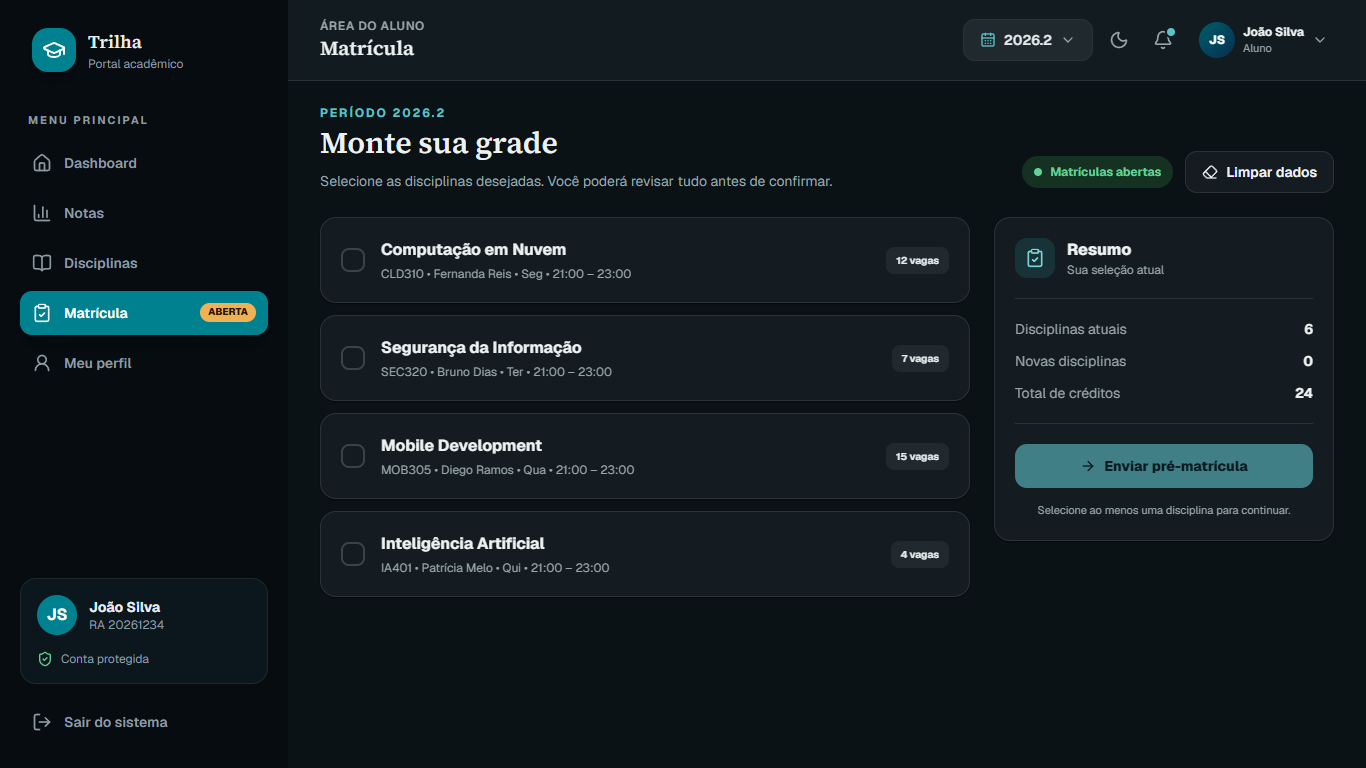 Trilha
Portal acadêmico
MENU PRINCIPAL
Dashboard
Notas
Disciplinas
Matrícula
ABERTA
Meu perfil
JS
João Silva
RA 20261234
Conta protegida
Sair do sistema
ÁREA DO ALUNO
Matrícula
2026.2
JS
João Silva
Aluno
PERÍODO 2026.2
Monte sua grade
Selecione as disciplinas desejadas. Você poderá revisar tudo antes de confirmar.
Matrículas abertas
Limpar dados
Computação em Nuvem
CLD310 • Fernanda Reis • Seg • 21:00 – 23:00
12 vagas
Segurança da Informação
SEC320 • Bruno Dias • Ter • 21:00 – 23:00
7 vagas
Mobile Development
MOB305 • Diego Ramos • Qua • 21:00 – 23:00
15 vagas
Inteligência Artificial
IA401 • Patrícia Melo • Qui • 21:00 – 23:00
4 vagas
Resumo
Sua seleção atual
Disciplinas atuais 6
Novas disciplinas 0
Total de créditos 24
Enviar pré-matrícula
Selecione ao menos uma disciplina para continuar.